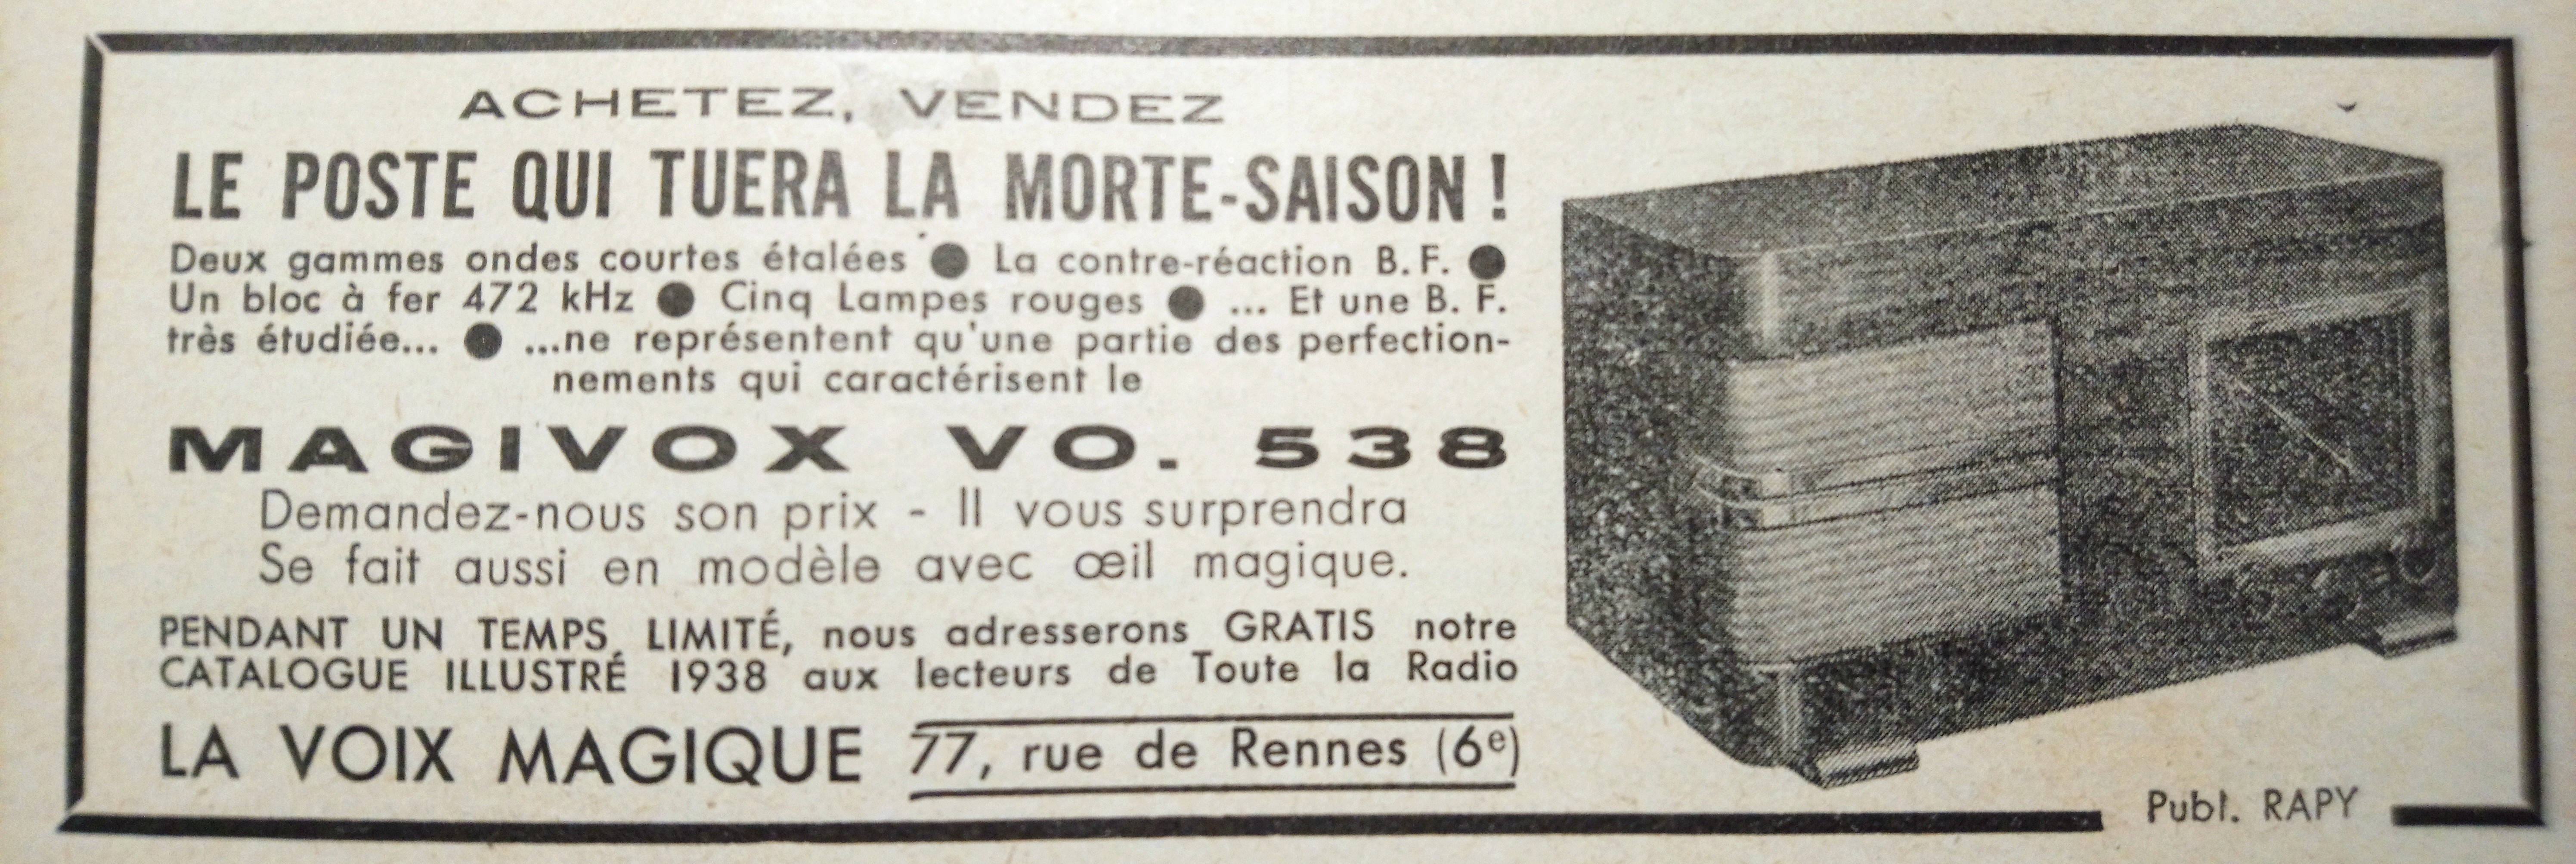 ACHETEZ, VENDEZ
LE POSTE QUI TUERA LA MORTE-SAISON !
Deux gammes ondes courtes étalées ● La contre-réaction B. F. ●
Un bloc à fer 472 kHz ● Cinq Lampes rouges ● ... Et une B. F.
très étudiée... ● ...ne représentent qu'une partie des perfection-
nements qui caractérisent le
MAGIVOX VO. 538
Demandez-nous son prix - Il vous surprendra
Se fait aussi en modèle avec œil magique.
PENDANT UN TEMPS LIMITÉ, nous adresserons GRATIS notre
CATALOGUE ILLUSTRÉ 1938 aux lecteurs de Toute la Radio
LA VOIX MAGIQUE 77, rue de Rennes (6e)
Publ. RAPY